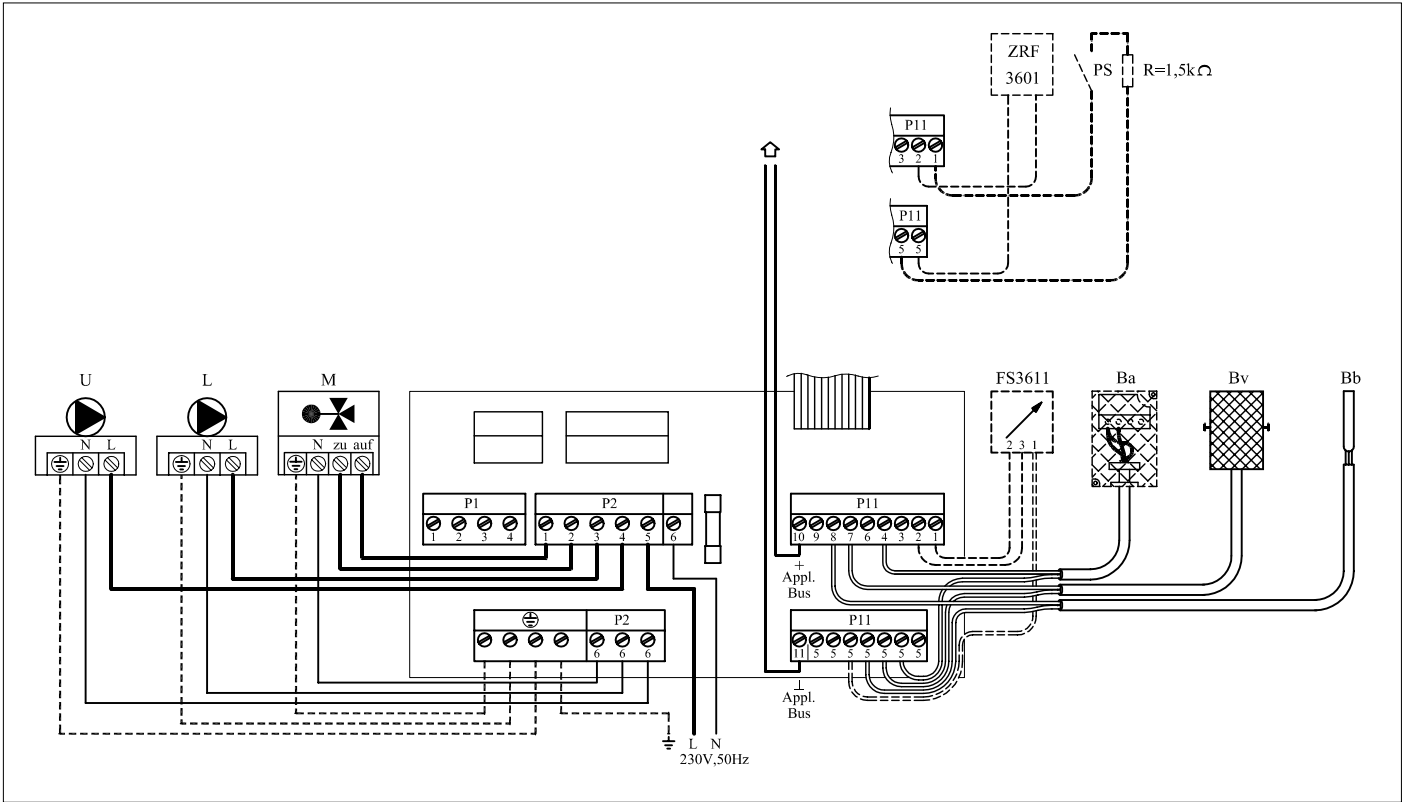 ZRF
3601
PS
R=1,5kΩ
P11
3 2 1
P11
5 5
U
L
M
FS3611
Ba
Bv
Bb
N L
N L
N zu auf
2 3 1
P1
1 2 3 4
P2
1 2 3 4 5 6
P11
10 9 8 7 6 4 3 2 1
+
Appl.
Bus
P2
6 6 6
P11
11 5 5 5 5 5 5 5
⊥
Appl.
Bus
L N
230V,50Hz